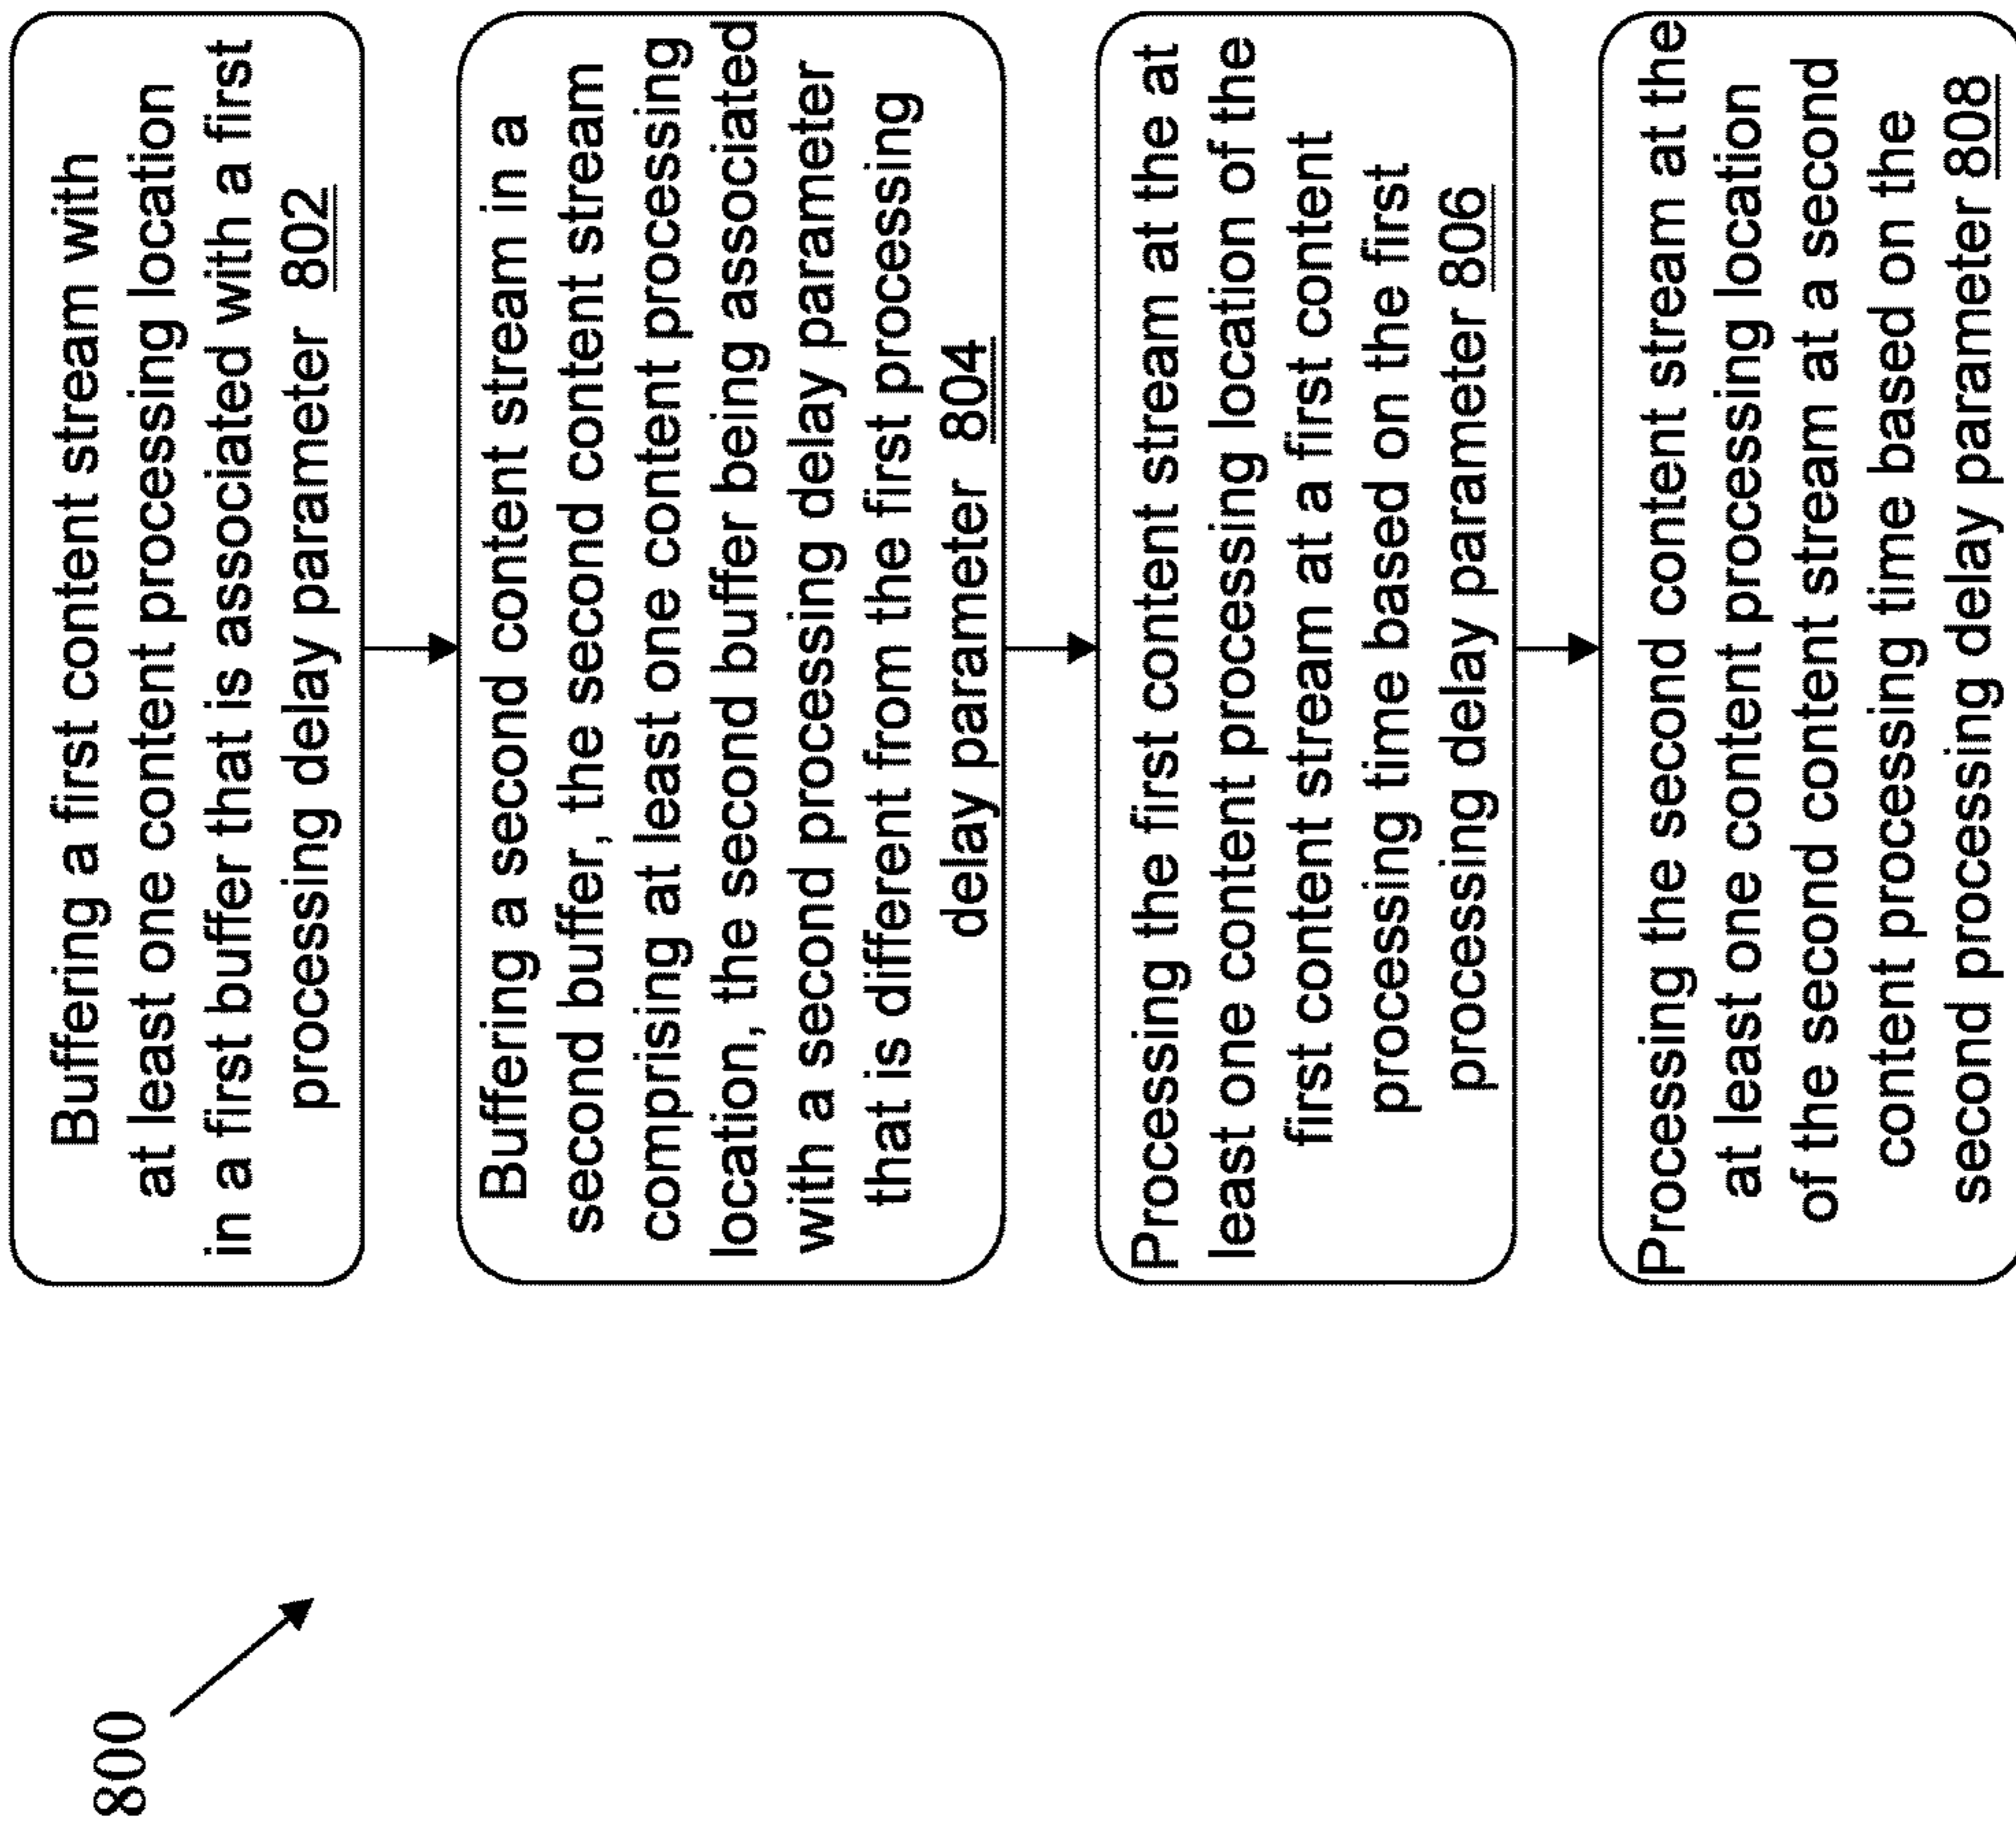 800
Buffering a first content stream with
at least one content processing location
in a first buffer that is associated with a first
processing delay parameter 802
Buffering a second content stream in a
second buffer, the second content stream
comprising at least one content processing
location, the second buffer being associated
with a second processing delay parameter
that is different from the first processing
delay parameter 804
Processing the first content stream at the at
least one content processing location of the
first content stream at a first content
processing time based on the first
processing delay parameter 806
Processing the second content stream at the
at least one content processing location
of the second content stream at a second
content processing time based on the
second processing delay parameter 808